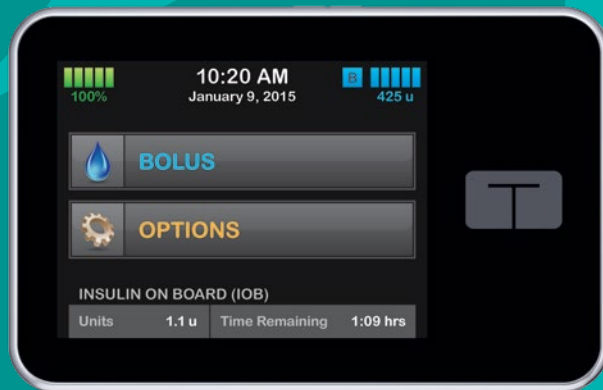 10:20 AM
100%
January 9, 2015
B
425 u
BOLUS
OPTIONS
INSULIN ON BOARD (IOB)
Units 1.1 u Time Remaining 1:09 hrs